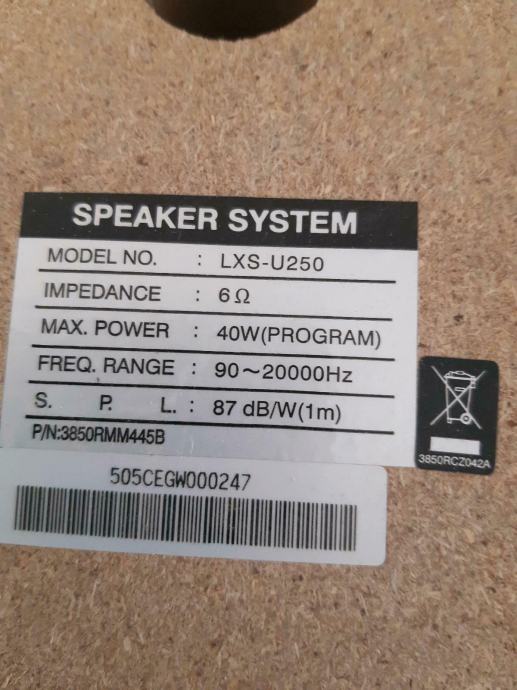 SPEAKER SYSTEM
MODEL NO. : LXS-U250
IMPEDANCE : 6Ω
MAX. POWER : 40W(PROGRAM)
FREQ. RANGE : 90~20000Hz
S. P. L. : 87 dB/W(1m)
P/N:3850RMM445B
3850RCZ042A
505CEGW000247